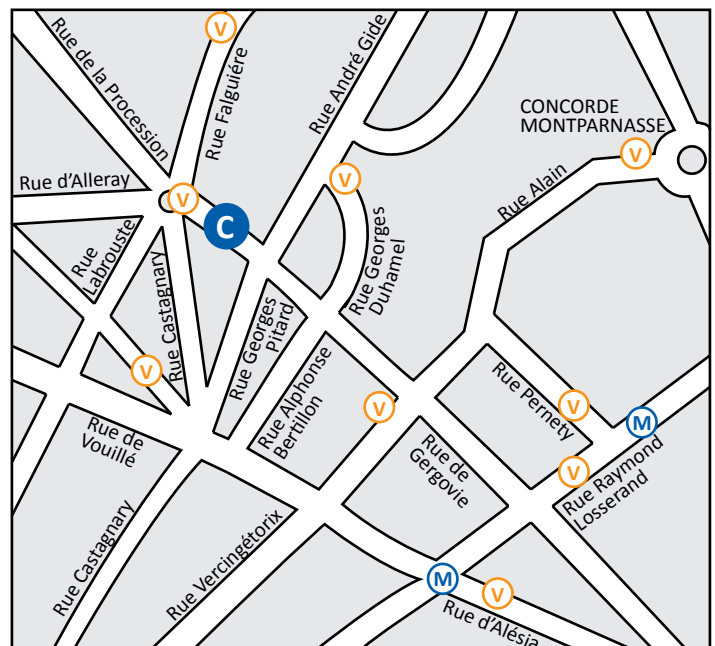 V
Rue de la Procession
Rue Falguiére
Rue André Gide
CONCORDE
MONTPARNASSE
V
Rue d'Alleray
V
V
C
Rue Alain
Rue
Labrouste
Rue Castagnary
Rue Georges
Pitard
Rue Georges
Duhamel
V
Rue Alphonse
Bertillon
V
Rue Pernety
V
M
Rue de
Vouillé
Rue de
Gergovie
V
Rue Raymond
Losserand
Rue Castagnary
Rue Vercingétorix
M
V
Rue d'Alésia